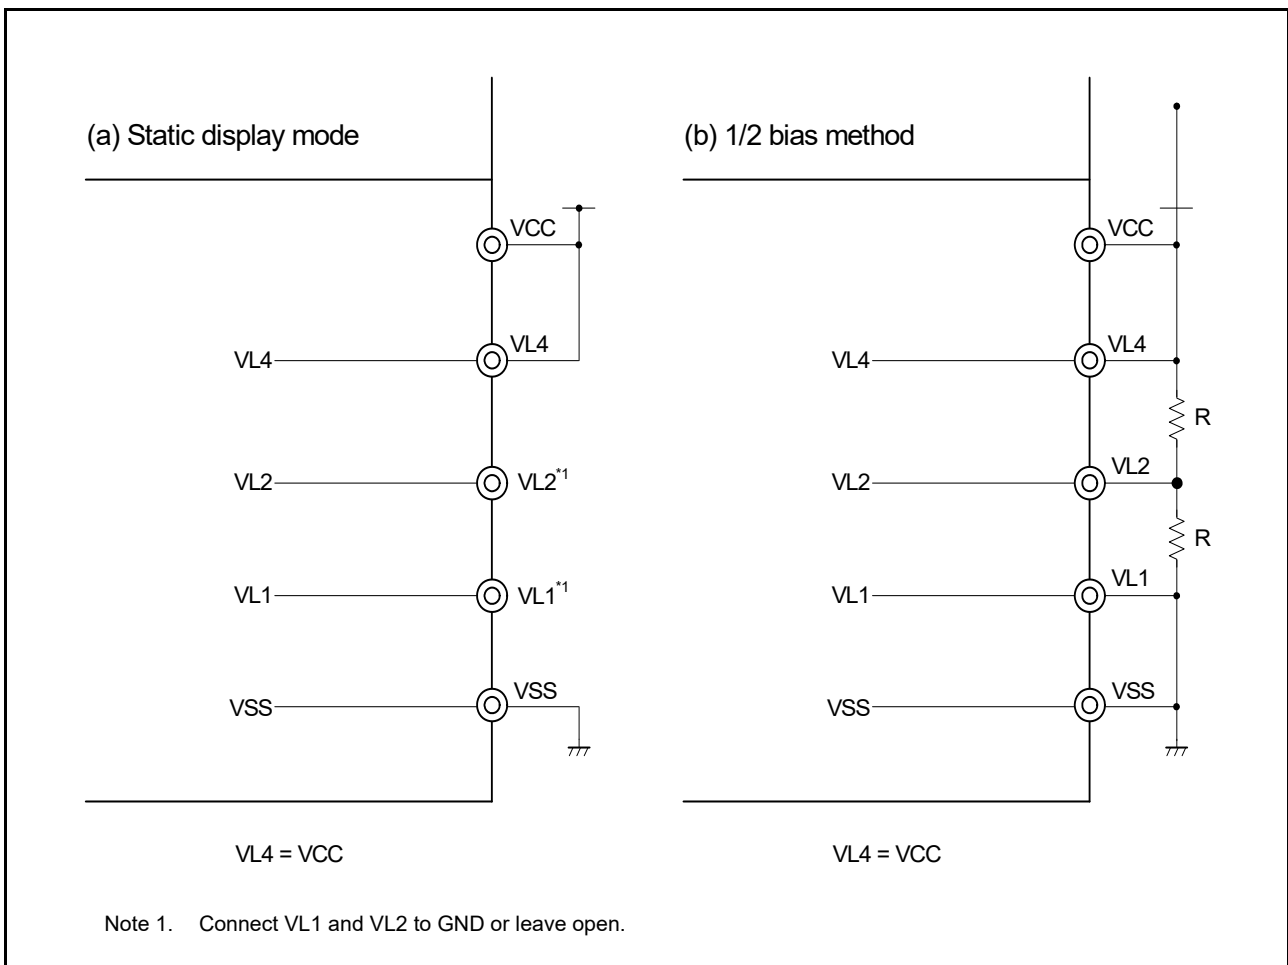 (a) Static display mode
VCC
VL4 VL4
VL2 VL2*1
VL1 VL1*1
VSS VSS
VL4 = VCC
(b) 1/2 bias method
VCC
VL4 VL4
R
VL2 VL2
R
VL1 VL1
VSS VSS
VL4 = VCC
Note 1. Connect VL1 and VL2 to GND or leave open.